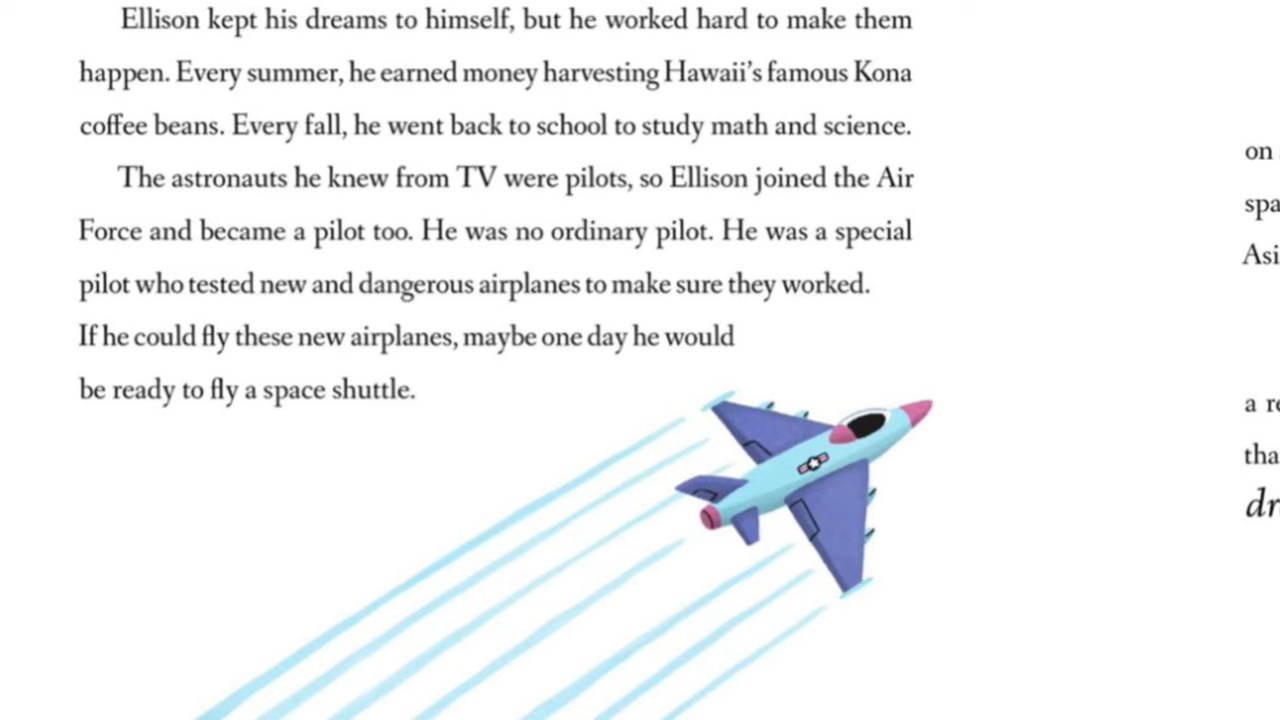 Ellison kept his dreams to himself, but he worked hard to make them
happen. Every summer, he earned money harvesting Hawaii's famous Kona
coffee beans. Every fall, he went back to school to study math and science.
The astronauts he knew from TV were pilots, so Ellison joined the Air
Force and became a pilot too. He was no ordinary pilot. He was a special
pilot who tested new and dangerous airplanes to make sure they worked.
If he could fly these new airplanes, maybe one day he would
be ready to fly a space shuttle.
on
a